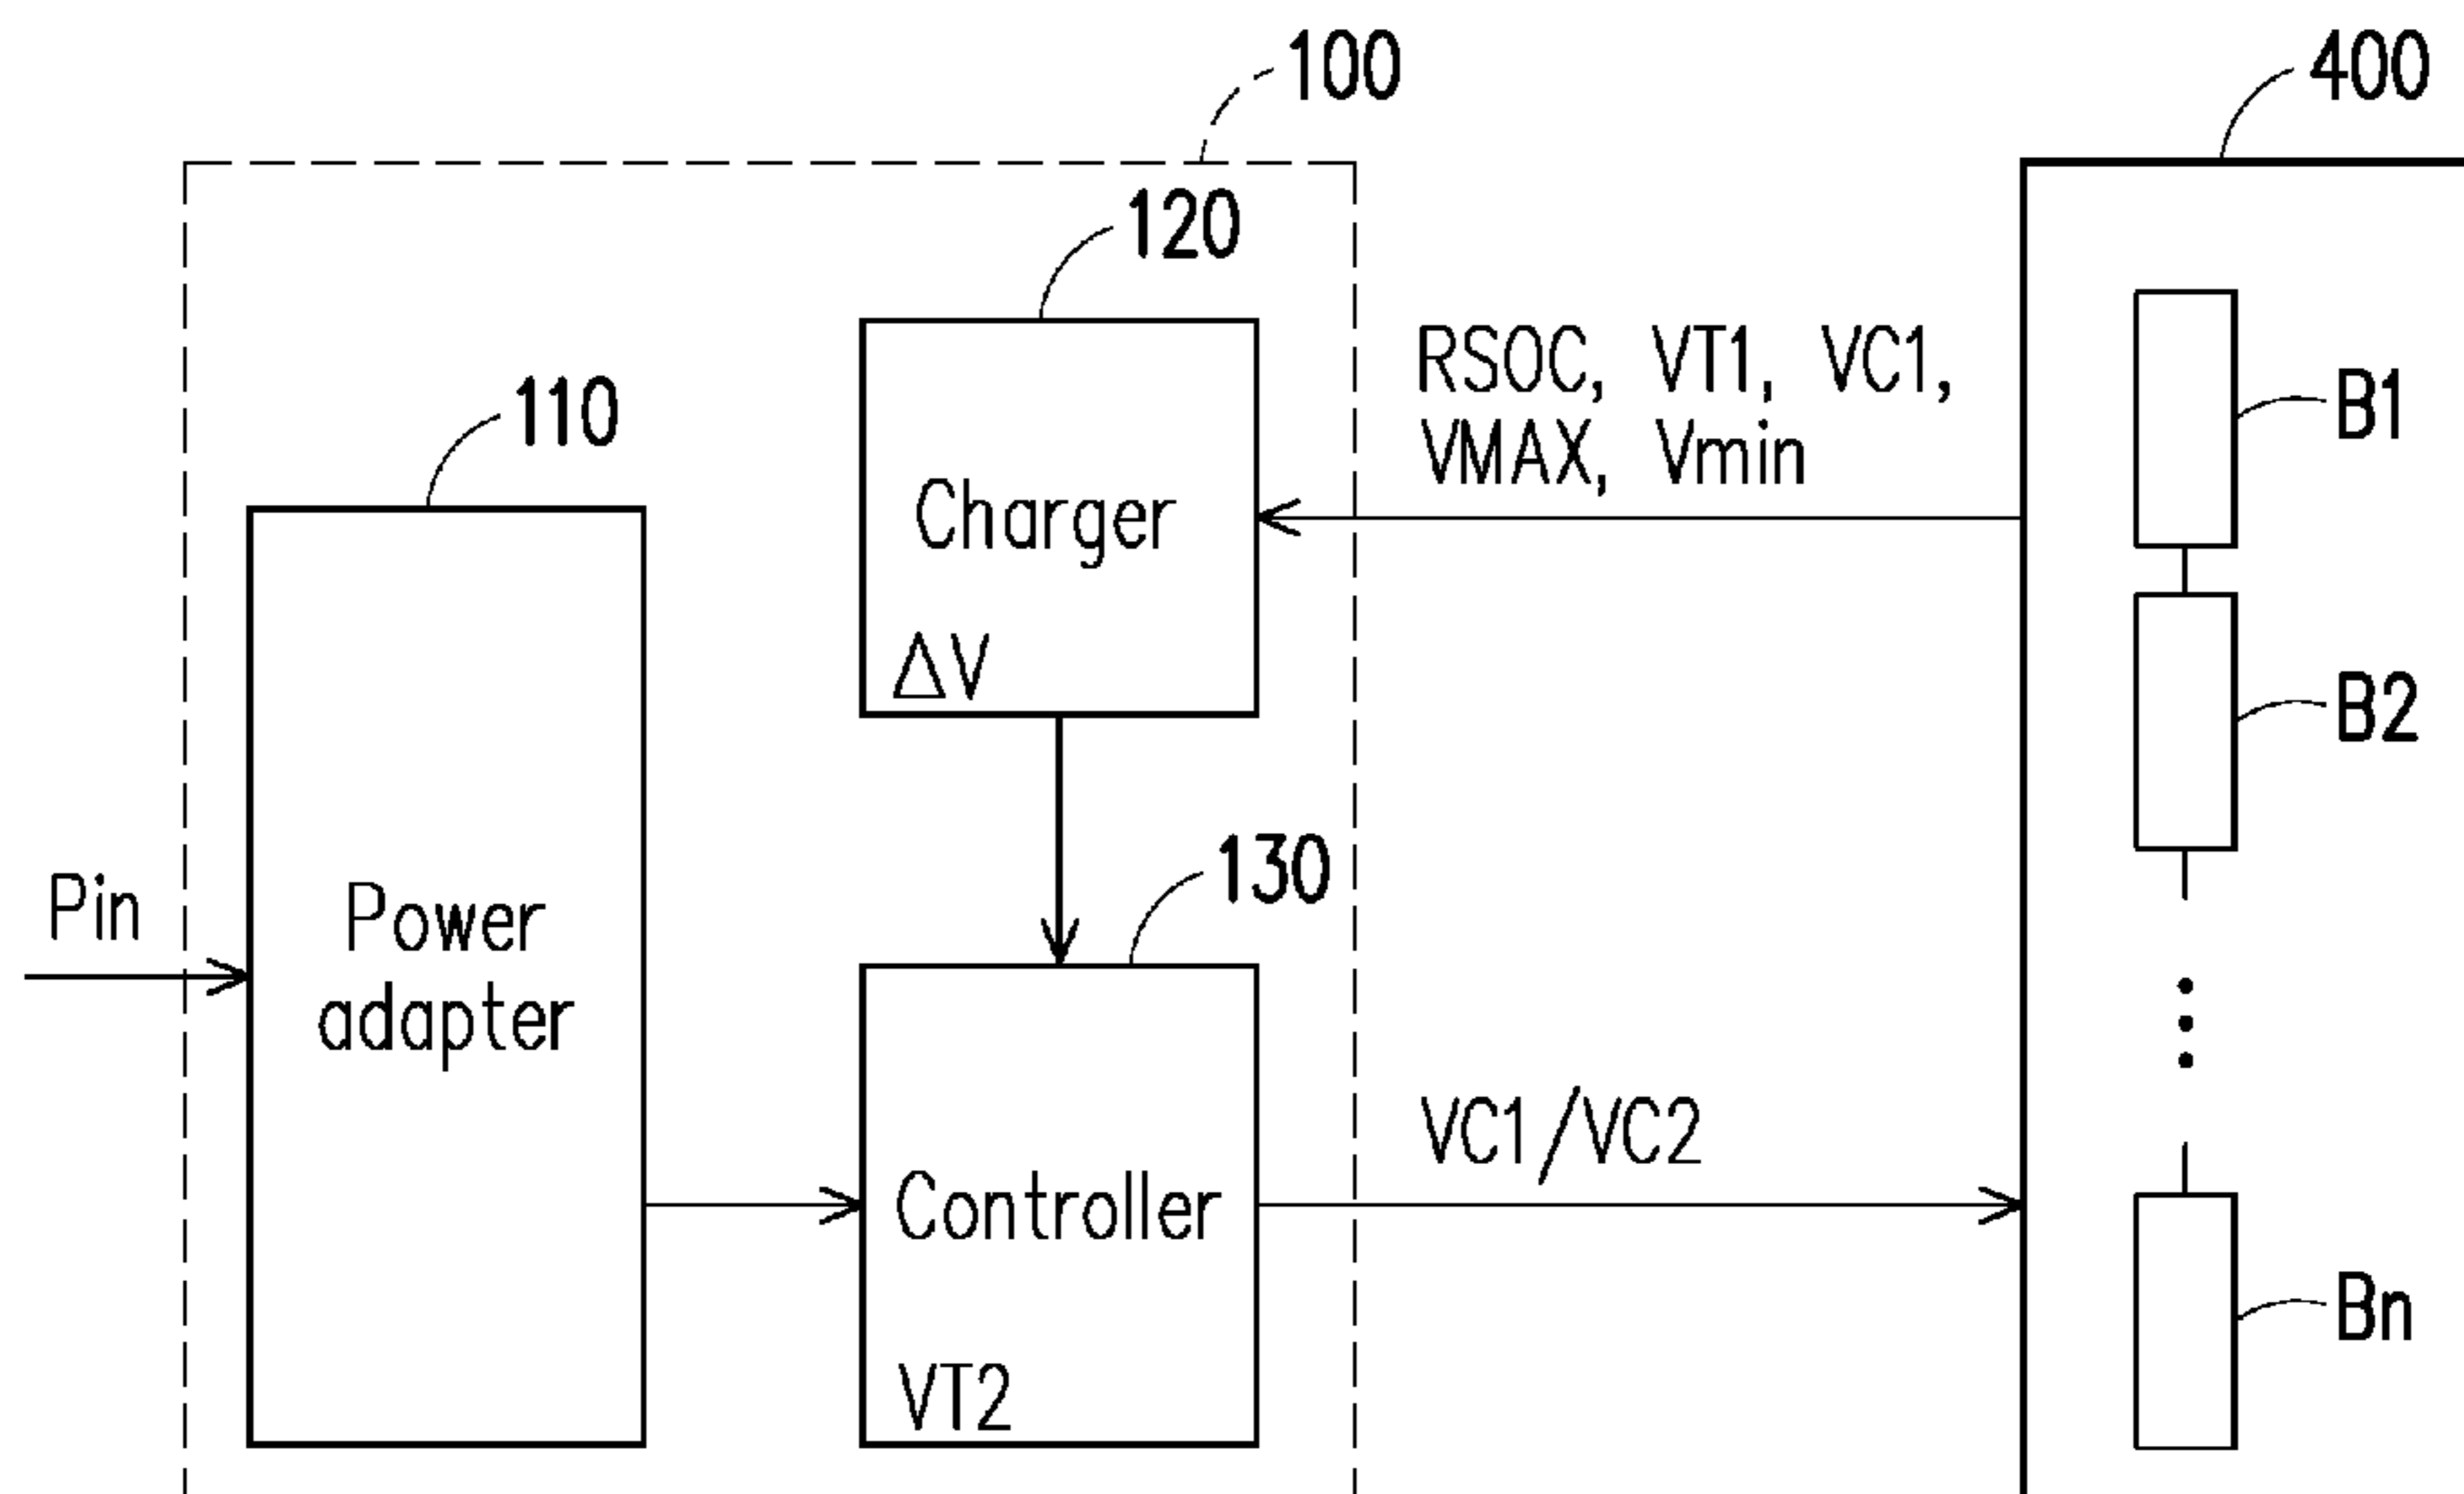 100
400
120
110
RSOC, VT1, VC1,
VMAX, Vmin
B1
Charger
ΔV
B2
130
Pin
Power
adapter
VC1/VC2
Controller
VT2
Bn